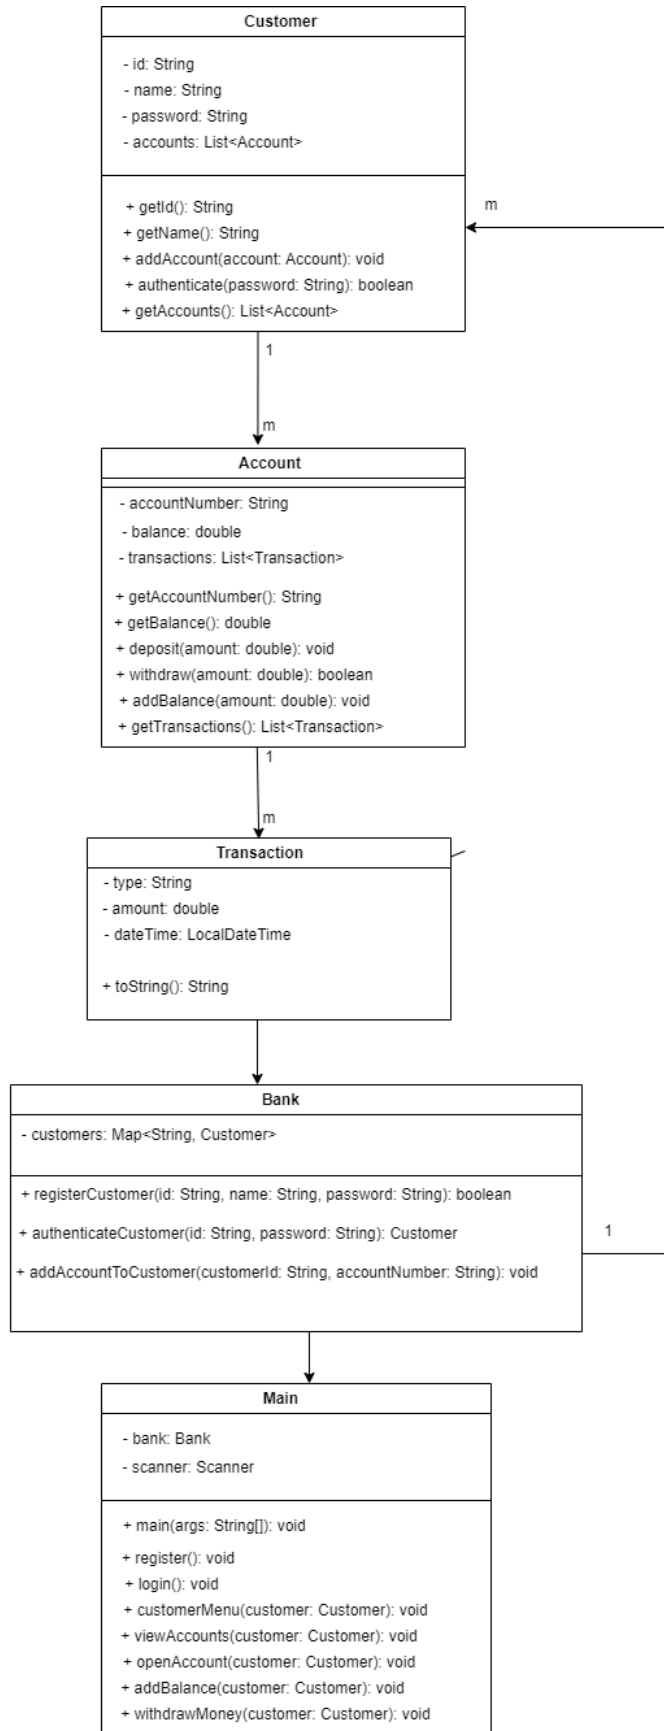 Customer
- id: String
- name: String
- password: String
- accounts: List<Account>
+ getId(): String
+ getName(): String
+ addAccount(account: Account): void
+ authenticate(password: String): boolean
+ getAccounts(): List<Account>
m
1
m
Account
- accountNumber: String
- balance: double
- transactions: List<Transaction>
+ getAccountNumber(): String
+ getBalance(): double
+ deposit(amount: double): void
+ withdraw(amount: double): boolean
+ addBalance(amount: double): void
+ getTransactions(): List<Transaction>
1
m
Transaction
- type: String
- amount: double
- dateTime: LocalDateTime
+ toString(): String
Bank
- customers: Map<String, Customer>
+ registerCustomer(id: String, name: String, password: String): boolean
+ authenticateCustomer(id: String, password: String): Customer
+ addAccountToCustomer(customerId: String, accountNumber: String): void
1
Main
- bank: Bank
- scanner: Scanner
+ main(args: String[]): void
+ register(): void
+ login(): void
+ customerMenu(customer: Customer): void
+ viewAccounts(customer: Customer): void
+ openAccount(customer: Customer): void
+ addBalance(customer: Customer): void
+ withdrawMoney(customer: Customer): void